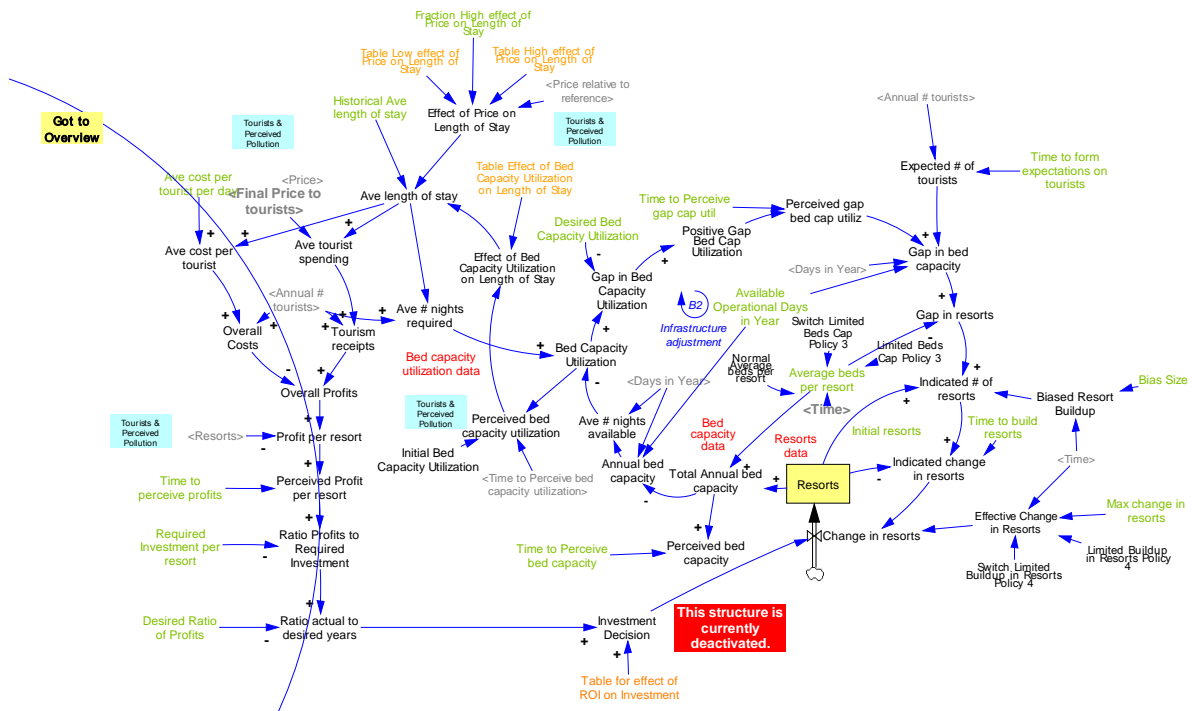 Fraction High effect of
Price on Length of
Stay
Table Low effect of
Price on Length of
Stay
Table High effect of
Price on Length of
Stay
<Price relative to
reference>
Historical Ave
length of stay
Effect of Price on
Length of Stay
<Annual # tourists>
Got to
Overview
Tourists &
Perceived
Pollution
Tourists &
Perceived
Pollution
Expected # of
tourists
Time to form
expectations on
tourists
Ave cost per
tourist per day
<Price>
<Final Price to
tourists>
Table Effect of Bed
Capacity Utilization
on Length of Stay
Ave length of stay
Time to Perceive
gap cap util
Perceived gap
bed cap utiliz
Desired Bed
Capacity Utilization
Positive Gap
Bed Cap
Utilization
Ave cost per
tourist
Ave tourist
spending
Effect of Bed
Capacity Utilization
on Length of Stay
Gap in Bed
Capacity
Utilization
<Days in Year>
Gap in bed
capacity
<Annual #
tourists>
Ave # nights
required
B2
Infrastructure
adjustment
Available
Operational Days
in Year
Gap in resorts
Overall
Costs
Tourism
receipts
Switch Limited
Beds Cap
Policy 3
Limited Beds
Cap Policy 3
Bed capacity
utilization data
Bed Capacity
Utilization
Normal
Average
beds per
resort
Average beds
per resort
<Days in Year>
<Time>
Overall Profits
Indicated # of
resorts
Biased Resort
Buildup
Bias Size
Tourists &
Perceived
Pollution
Tourists &
Perceived
Pollution
Perceived bed
capacity utilization
Ave # nights
available
Bed
capacity
data
Resorts
data
Initial resorts
Time to build
resorts
<Resorts>
Profit per resort
Initial Bed
Capacity Utilization
<Time>
Time to
perceive profits
Perceived Profit
per resort
<Time to Perceive bed
capacity utilization>
Annual bed
capacity
Total Annual bed
capacity
Resorts
Indicated change
in resorts
Max change in
resorts
Required
Investment per
resort
Ratio Profits to
Required
Investment
Time to Perceive
bed capacity
Perceived bed
capacity
Change in resorts
Effective Change
in Resorts
Switch Limited
Buildup in Resorts
Policy 4
Limited Buildup
in Resorts Policy
4
Desired Ratio
of Profits
Ratio actual to
desired years
Investment
Decision
This structure is
currently
deactivated.
Table for effect of
ROI on Investment